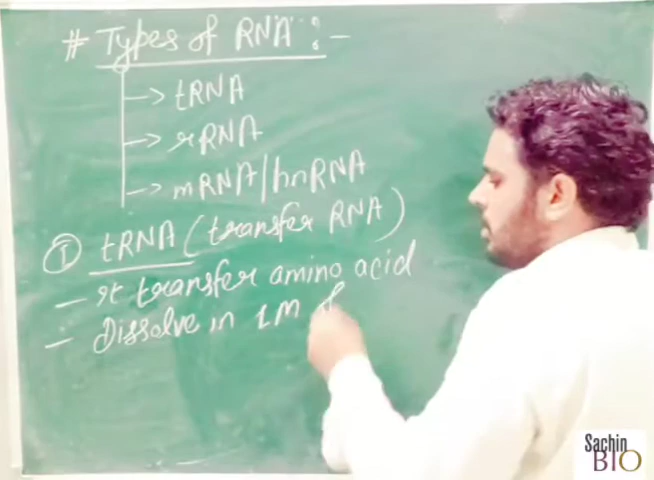 # Types of RNA :-
→ tRNA
→ rRNA
→ mRNA/hnRNA
① tRNA (transfer RNA)
- It transfer amino acid
- Dissolve in 1M
Sachin
BIO